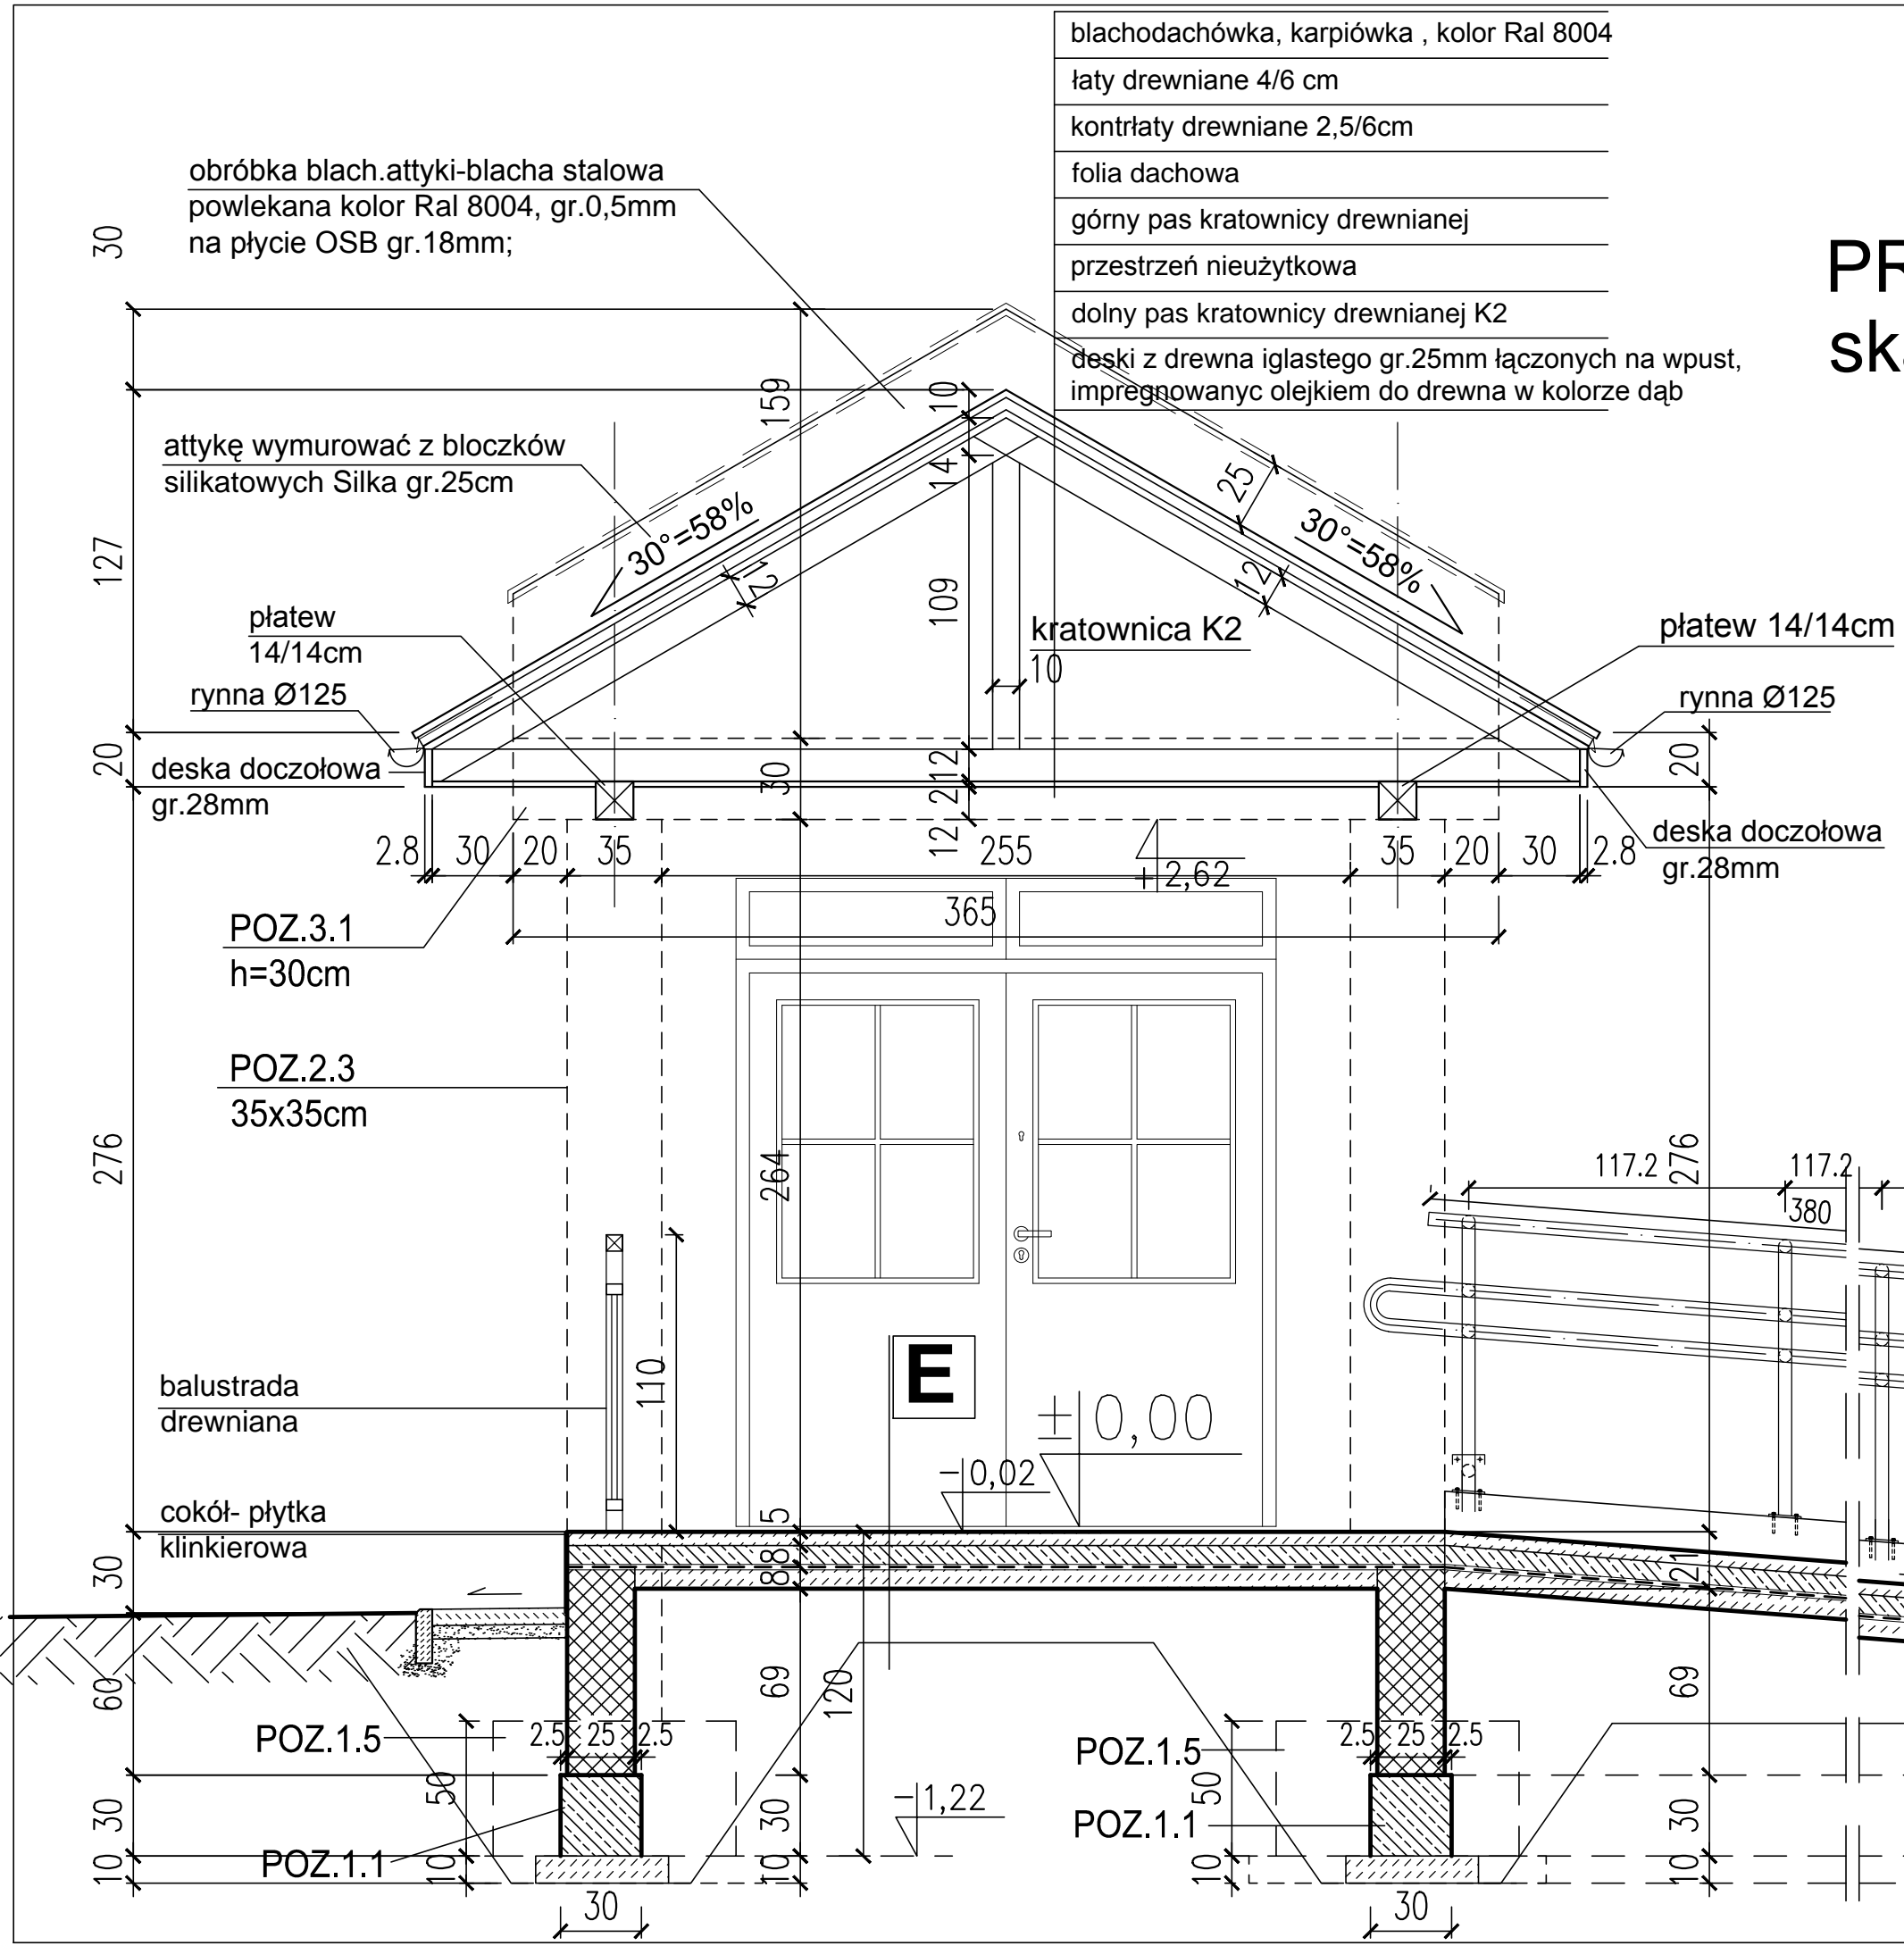 blachodachówka, karpiówka , kolor Ral 8004
łaty drewniane 4/6 cm
kontrłaty drewniane 2,5/6cm
folia dachowa
górny pas kratownicy drewnianej
przestrzeń nieużytkowa
dolny pas kratownicy drewnianej K2
deski z drewna iglastego gr.25mm łączonych na wpust,
impregnowanyc olejkiem do drewna w kolorze dąb
obróbka blach.attyki-blacha stalowa
powlekana kolor Ral 8004, gr.0,5mm
na płycie OSB gr.18mm;
30
159
10
attykę wymurować z bloczków
silikatowych Silka gr.25cm
14
25
30°=58%
30°=58%
127
12
12
109
płatew
14/14cm
kratownica K2
10
płatew 14/14cm
rynna Ø125
rynna Ø125
20
deska doczołowa
gr.28mm
30
12
2
12
20
deska doczołowa
gr.28mm
2.8 30 20 35 255 35 20 30 2.8
+2,62
365
POZ.3.1
h=30cm
POZ.2.3
35x35cm
276
264
276
117.2 117.2
380
110
E
balustrada
drewniana
±0,00
-0,02
cokół- płytka
klinkierowa
30
5
8
8
21
60
69
120
69
POZ.1.5
2.5 25 2.5
POZ.1.5
2.5 25 2.5
50
50
30
30
-1,22
30
POZ.1.1
POZ.1.1
10
10
10
10
10
30
30